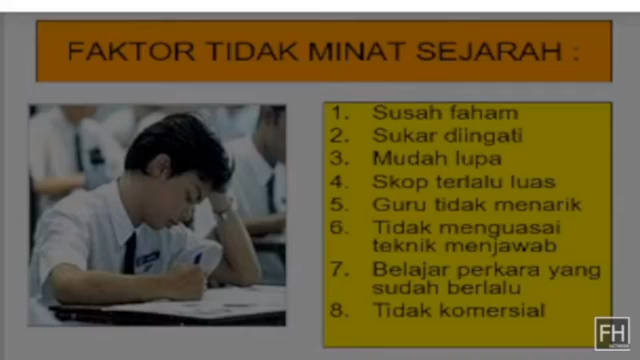 FAKTOR TIDAK MINAT SEJARAH :
1. Susah faham
2. Sukar diingati
3. Mudah lupa
4. Skop terlalu luas
5. Guru tidak menarik
6. Tidak menguasai
teknik menjawab
7. Belajar perkara yang
sudah berlalu
8. Tidak komersial
FH